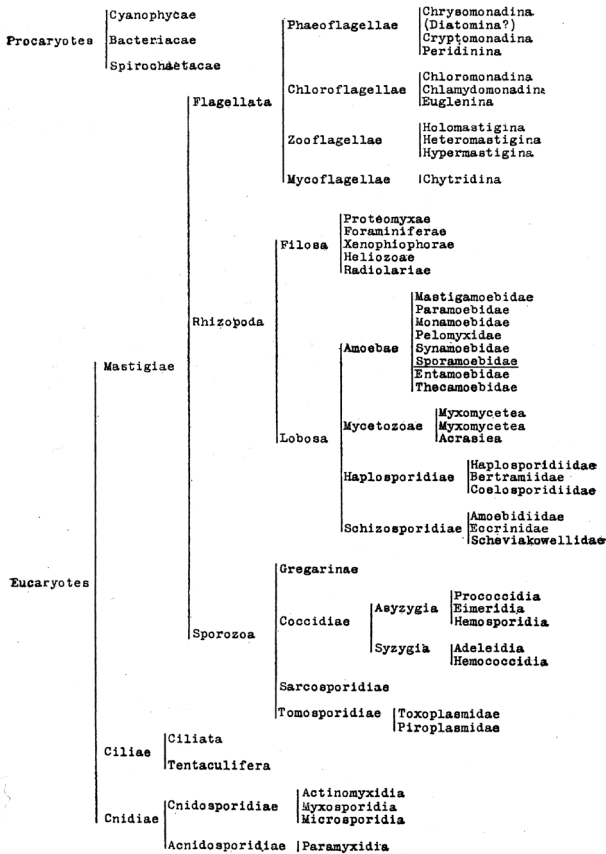 Procaryotes
Cyanophycae
Bacteriacae
Spirochaetacae
Eucaryotes
Mastigiae
Flagellata
Phaeoflagellae
Chrysomonadina
(Diatomina?)
Cryptomonadina
Peridinina
Chloroflagellae
Chloromonadina
Chlamydomonadina
Euglenina
Zooflagellae
Holomastigina
Heteromastigina
Hypermastigina
Mycoflagellae
Chytridina
Rhizopoda
Filosa
Proteomyxae
Foraminiferae
Xenophiophorae
Heliozoae
Radiolariae
Lobosa
Amoebae
Mastigamoebidae
Paramoebidae
Monamoebidae
Pelomyxidae
Synamoebidae
Sporamoebidae
Entamoebidae
Thecamoebidae
Mycetozoae
Myxomycetea
Myxomycetea
Acrasiea
Haplosporidiae
Haplosporidiidae
Bertramiidae
Coelosporidiidae
Schizosporidiae
Amoebidiidae
Eccrinidae
Scheviakowellidae
Sporozoa
Gregarinae
Coccidiae
Asyzygia
Prococcidia
Eimeridia
Hemosporidia
Syzygia
Adeleidia
Hemococcidia
Sarcosporidiae
Tomosporidiae
Toxoplasmidae
Piroplasmidae
Ciliae
Ciliata
Tentaculifera
Cnidiae
Cnidosporidiae
Actinomyxidia
Myxosporidia
Microsporidia
Acnidosporidiae
Paramyxidia